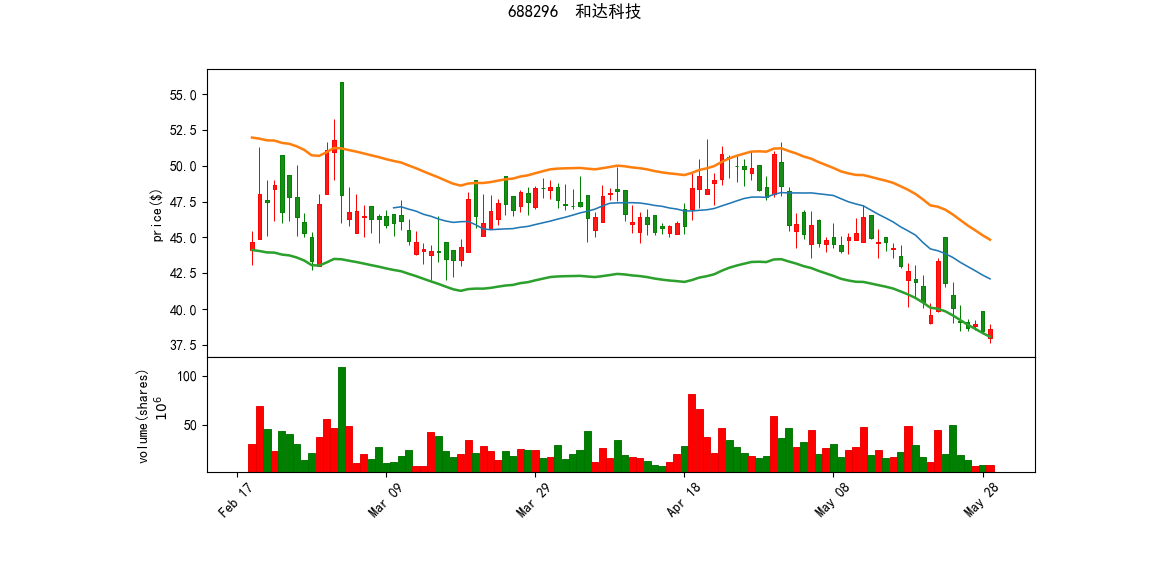 688296 和达科技
price($)
55.0
52.5
50.0
47.5
45.0
42.5
40.0
37.5
volume(shares)
10^6
100
50
Feb 17
Mar 09
Mar 29
Apr 18
May 08
May 28